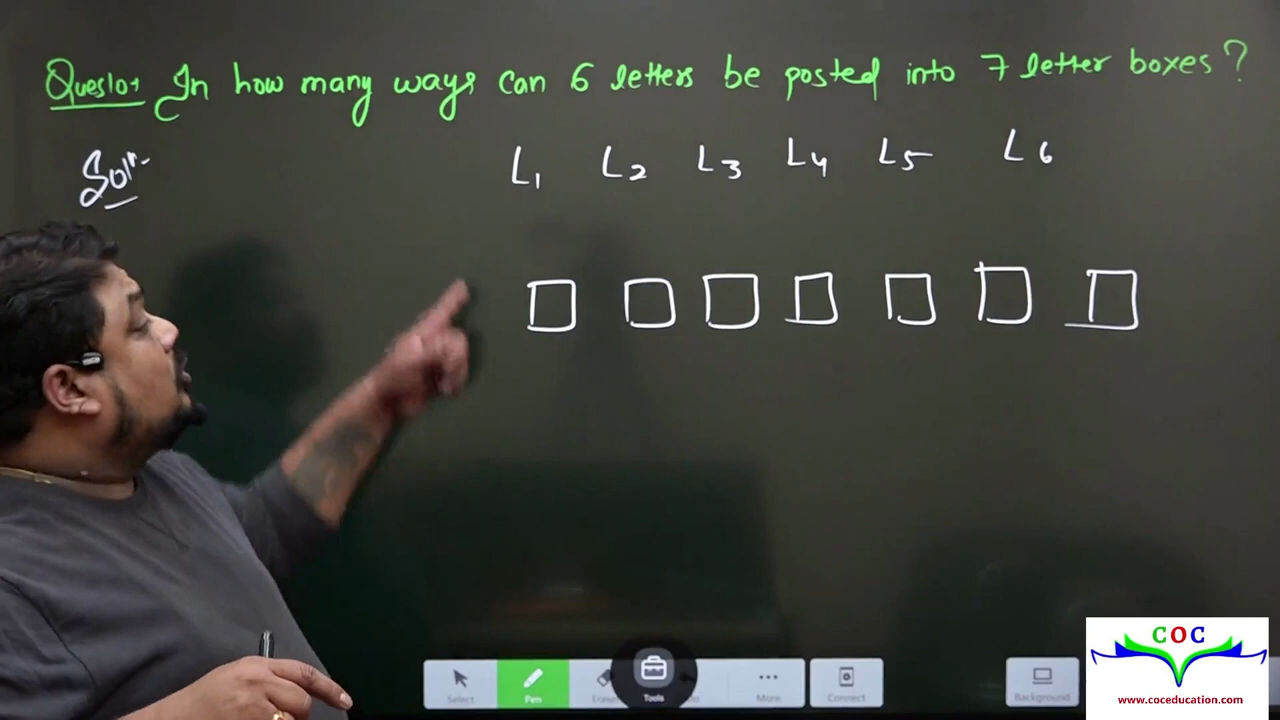 Question In how many ways can 6 letters be posted into 7 letter boxes?
Soln.
L1 L2 L3 L4 L5 L6
Select Pen Eraser Tools More Connect Background
COC
www.coceducation.com